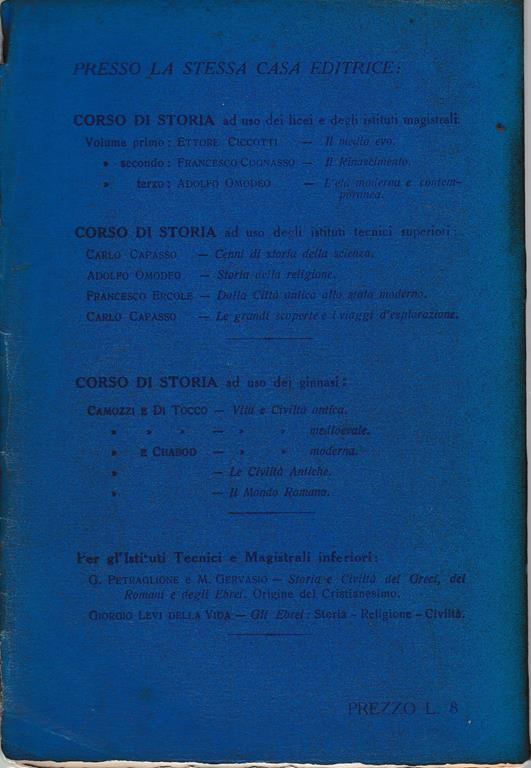 PRESSO LA STESSA CASA EDITRICE:
CORSO DI STORIA ad uso dei licei e degli istituti magistrali:
Volume primo: ETTORE CICCOTTI — Il medio evo.
» secondo: FRANCESCO COGNASSO — Il Rinascimento.
» terzo: ADOLFO OMODEO — L'età moderna e contem-
poranea.
CORSO DI STORIA ad uso degli istituti tecnici superiori:
CARLO CAPASSO — Cenni di storia della scienza.
ADOLFO OMODEO — Storia della religione.
FRANCESCO ERCOLE — Dalla Città antica allo stato moderno.
CARLO CAPASSO — Le grandi scoperte e i viaggi d'esplorazione.
CORSO DI STORIA ad uso dei ginnasi:
CAMOZZI E DI TOCCO — Vita e Civiltà antica.
» » » — » » medioevale.
» E CHABOD — » » moderna.
» — Le Civiltà Antiche.
» — Il Mondo Romano.
Per gl'Istituti Tecnici e Magistrali inferiori:
G. PETRAGLIONE E M. GERVASIO — Storia e Civiltà dei Greci, dei
Romani e degli Ebrei. Origine del Cristianesimo.
GIORGIO LEVI DELLA VIDA — Gli Ebrei: Storia - Religione - Civiltà.
PREZZO L. 8